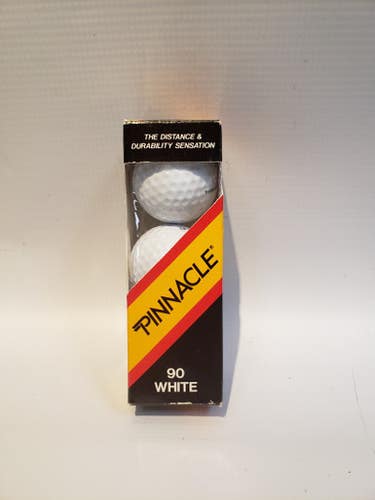 THE DISTANCE &
DURABILITY SENSATION
PINNACLE®
90
WHITE